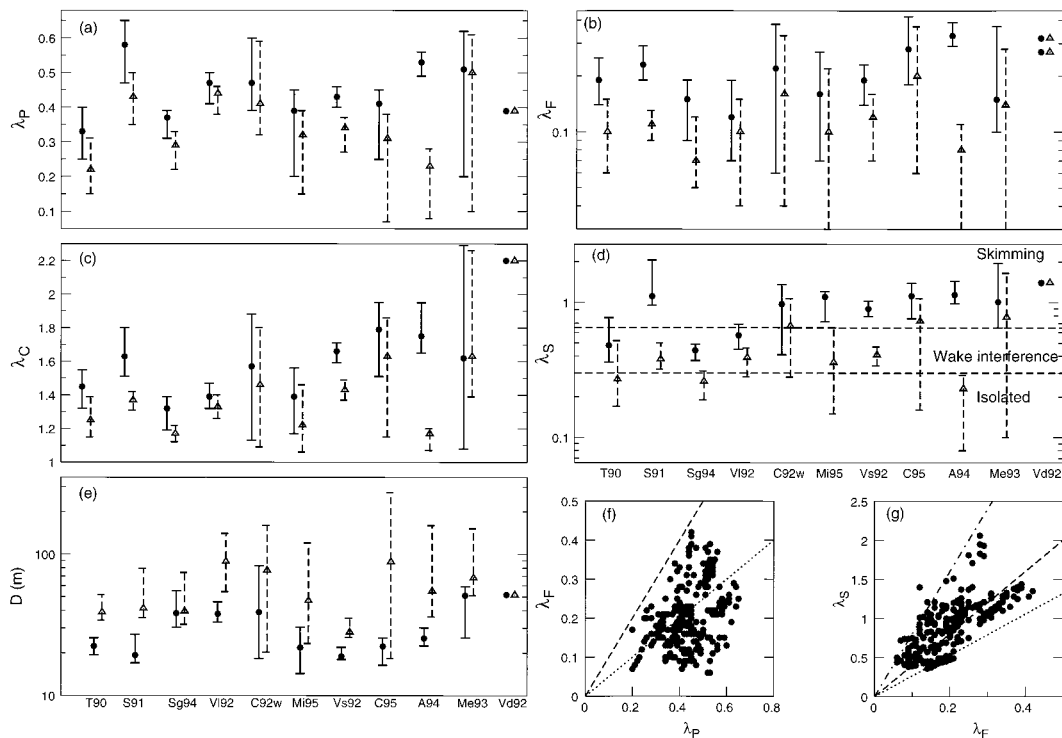 (a)
λP
0.6
0.5
0.4
0.3
0.2
0.1
(b)
λF
0.1
(c)
λC
2.2
2
1.8
1.6
1.4
1.2
1
(d)
λS
1
0.1
Skimming
Wake interference
Isolated
T90 S91 Sg94 Vl92 C92w Mi95 Vs92 C95 A94 Me93 Vd92
(e)
D (m)
100
10
T90 S91 Sg94 Vl92 C92w Mi95 Vs92 C95 A94 Me93 Vd92
(f)
λF
0.5
0.4
0.3
0.2
0.1
0
0 0.2 0.4 0.6 0.8
λP
(g)
λS
2.5
2
1.5
1
0.5
0
0 0.2 0.4
λF